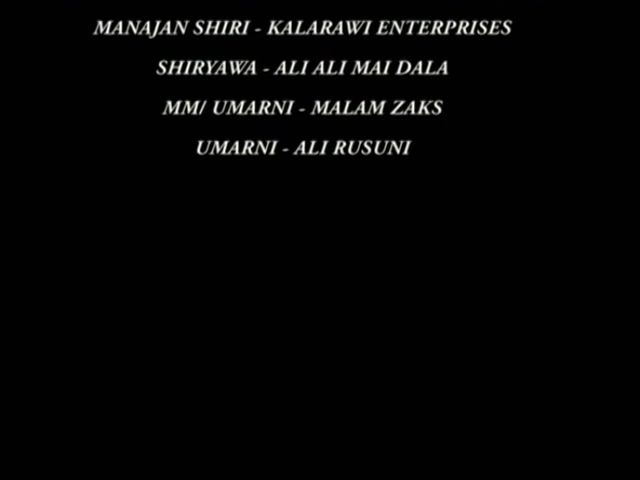 MANAJAN SHIRI - KALARAWI ENTERPRISES
SHIRYAWA - ALI ALI MAI DALA
MM/ UMARNI - MALAM ZAKS
UMARNI - ALI RUSUNI